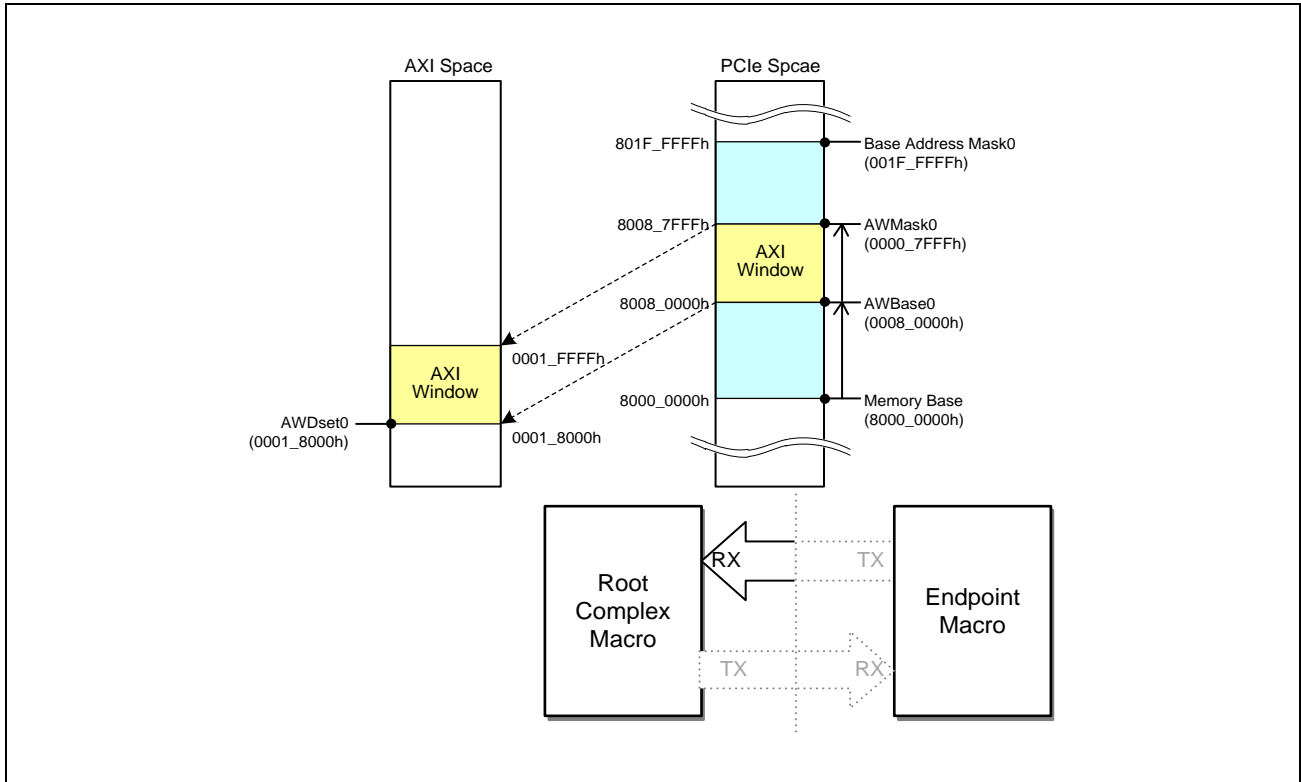 AXI Space
PCIe Spcae
801F_FFFFh
Base Address Mask0
(001F_FFFFh)
8008_7FFFh
AWMask0
(0000_7FFFh)
AXI
Window
8008_0000h
AWBase0
(0008_0000h)
0001_FFFFh
AXI
Window
8000_0000h
Memory Base
(8000_0000h)
AWDset0
(0001_8000h)
0001_8000h
RX
TX
Root
Complex
Macro
Endpoint
Macro
TX
RX